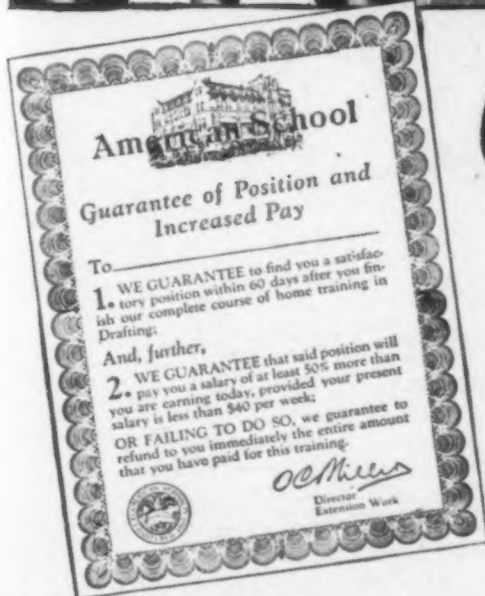 American School
Guarantee of Position and
Increased Pay
To
1. WE GUARANTEE to find you a satisfac-
tory position within 60 days after you fin-
ish our complete course of home training in
Drafting;
And, further,
2. WE GUARANTEE that said position will
pay you a salary of at least 50% more than
you are earning today, provided your present
salary is less than $40 per week;
OR FAILING TO DO SO, we guarantee to
refund to you immediately the entire amount
that you have paid for this training.
OC Miller
Director
Extension Work